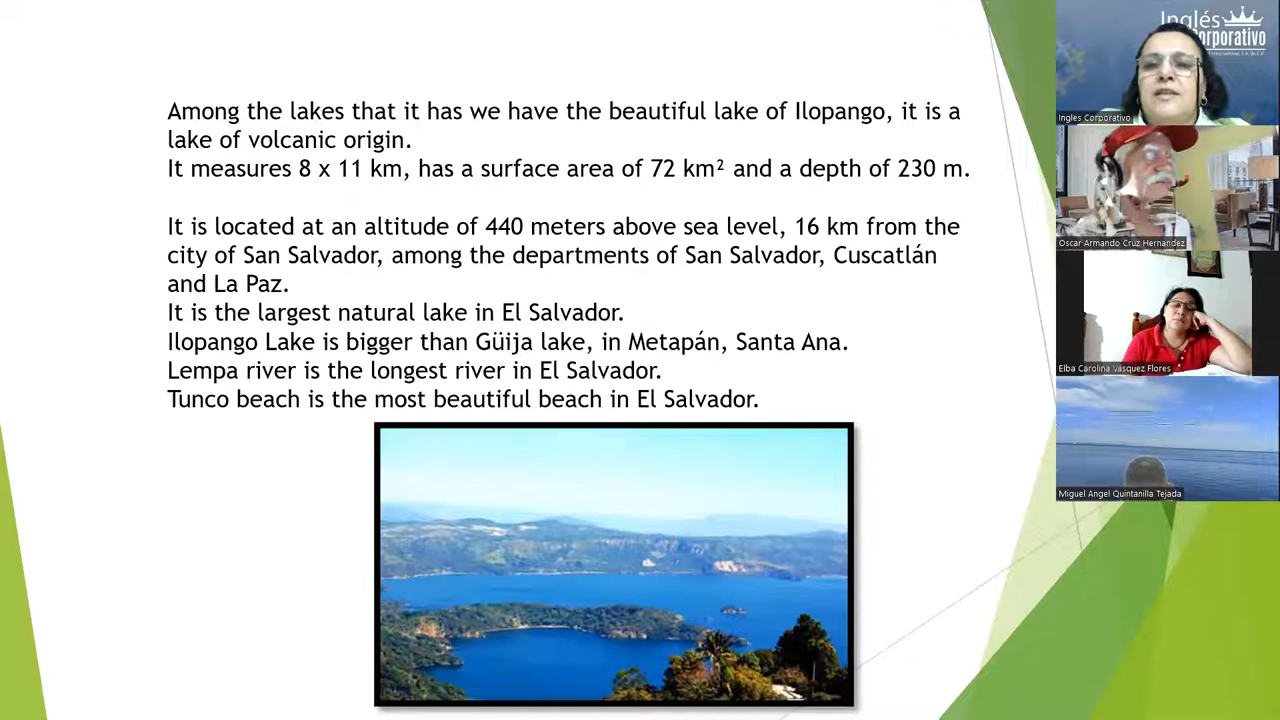 Among the lakes that it has we have the beautiful lake of Ilopango, it is a
lake of volcanic origin.
It measures 8 x 11 km, has a surface area of 72 km² and a depth of 230 m.
It is located at an altitude of 440 meters above sea level, 16 km from the
city of San Salvador, among the departments of San Salvador, Cuscatlán
and La Paz.
It is the largest natural lake in El Salvador.
Ilopango Lake is bigger than Güija lake, in Metapán, Santa Ana.
Lempa river is the longest river in El Salvador.
Tunco beach is the most beautiful beach in El Salvador.
Inglés
Corporativo
Ingles Corporativo
Oscar Armando Cruz Hernandez
Elba Carolina Vasquez Flores
Miguel Angel Quintanilla Tejada